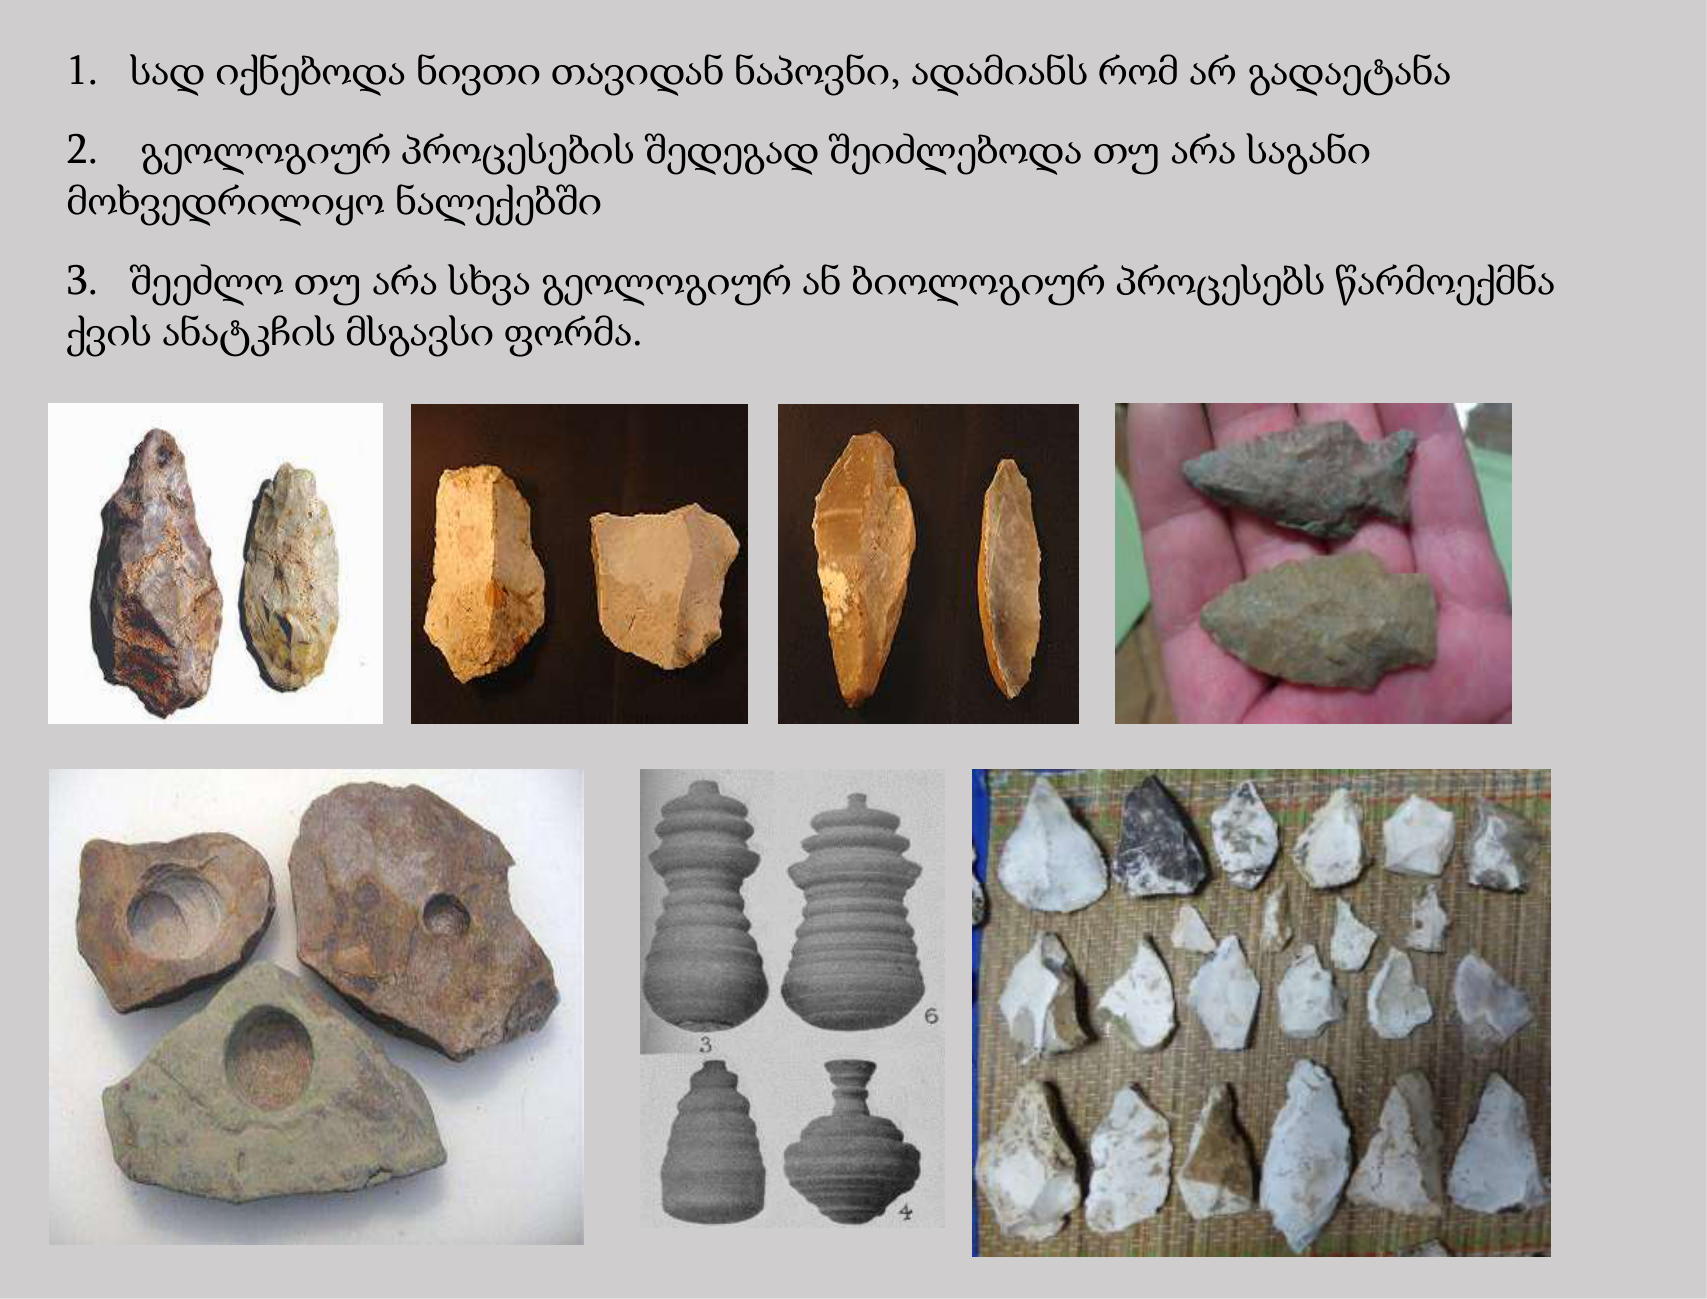 1. სად იქნებოდა ნივთი თავიდან ნაპოვნი, ადამიანს რომ არ გადაეტანა
2. გეოლოგიურ პროცესების შედეგად შეიძლებოდა თუ არა საგანი
მოხვედრილიყო ნალექებში
3. შეეძლო თუ არა სხვა გეოლოგიურ ან ბიოლოგიურ პროცესებს წარმოექმნა
ქვის ანატკჩის მსგავსი ფორმა.
6
3
4